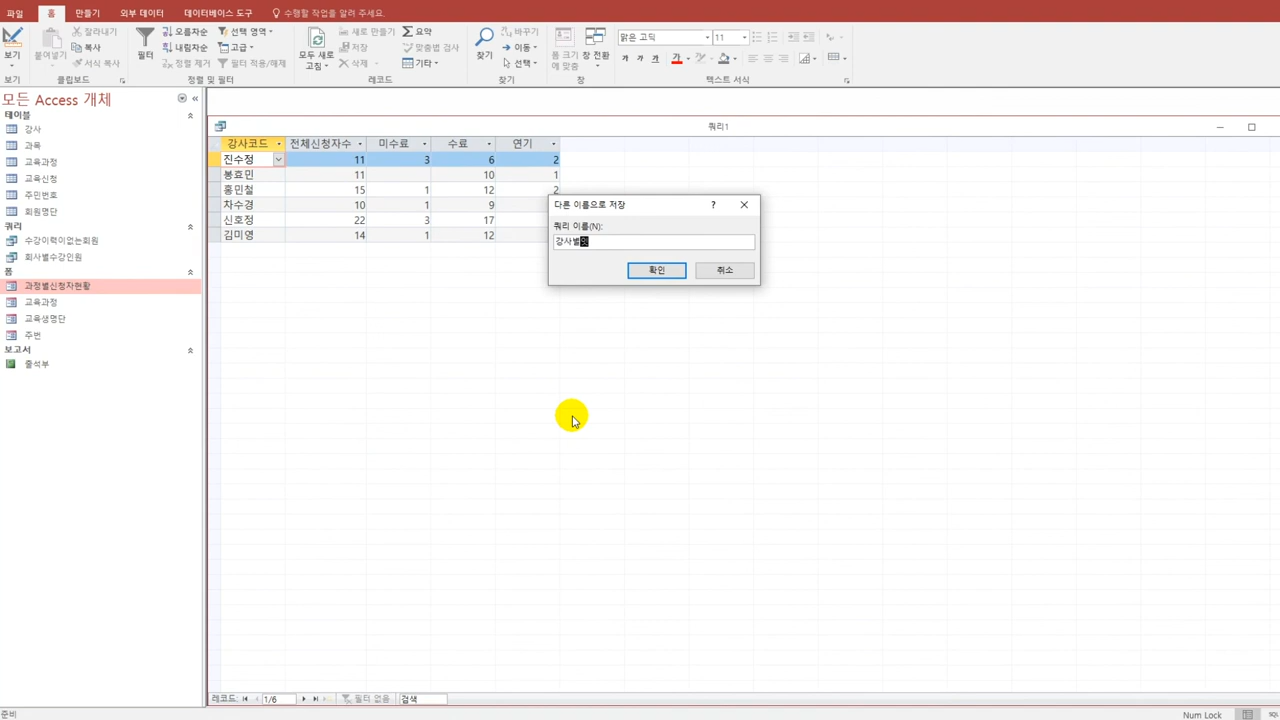 파일 홈 만들기 외부 데이터 데이터베이스 도구 수행할 작업을 알려 주세요.
잘라내기 오름차순 선택 영역 새로 만들기 요약 바꾸기 맑은 고딕 11
복사 내림차순 고급 저장 맞춤법 검사 이동
서식 복사 정렬 제거 필터 적용/해제 삭제 기타 선택 가 가 가 가
보기 붙여넣기 필터 모두 새로 고침 찾기 폼 크기에 맞춤 창 전환
보기 클립보드 정렬 및 필터 레코드 찾기 창 텍스트 서식
모든 Access 개체
테이블
강사
과목
교육과정
교육신청
주민번호
회원명단
쿼리
수강이력이없는회원
회사별수강인원
폼
과정별신청자현황
교육과정
교육생명단
주번
보고서
출석부
쿼리1
강사코드 전체신청자수 미수료 수료 연기
진수정 11 3 6 2
봉효민 11 10 1
홍민철 15 1 12 2
차수경 10 1 9
신호정 22 3 17
김미영 14 1 12
다른 이름으로 저장 ?
쿼리 이름(N):
강사별
확인 취소
레코드: 1/6 필터 없음 검색
준비 Num Lock SQL